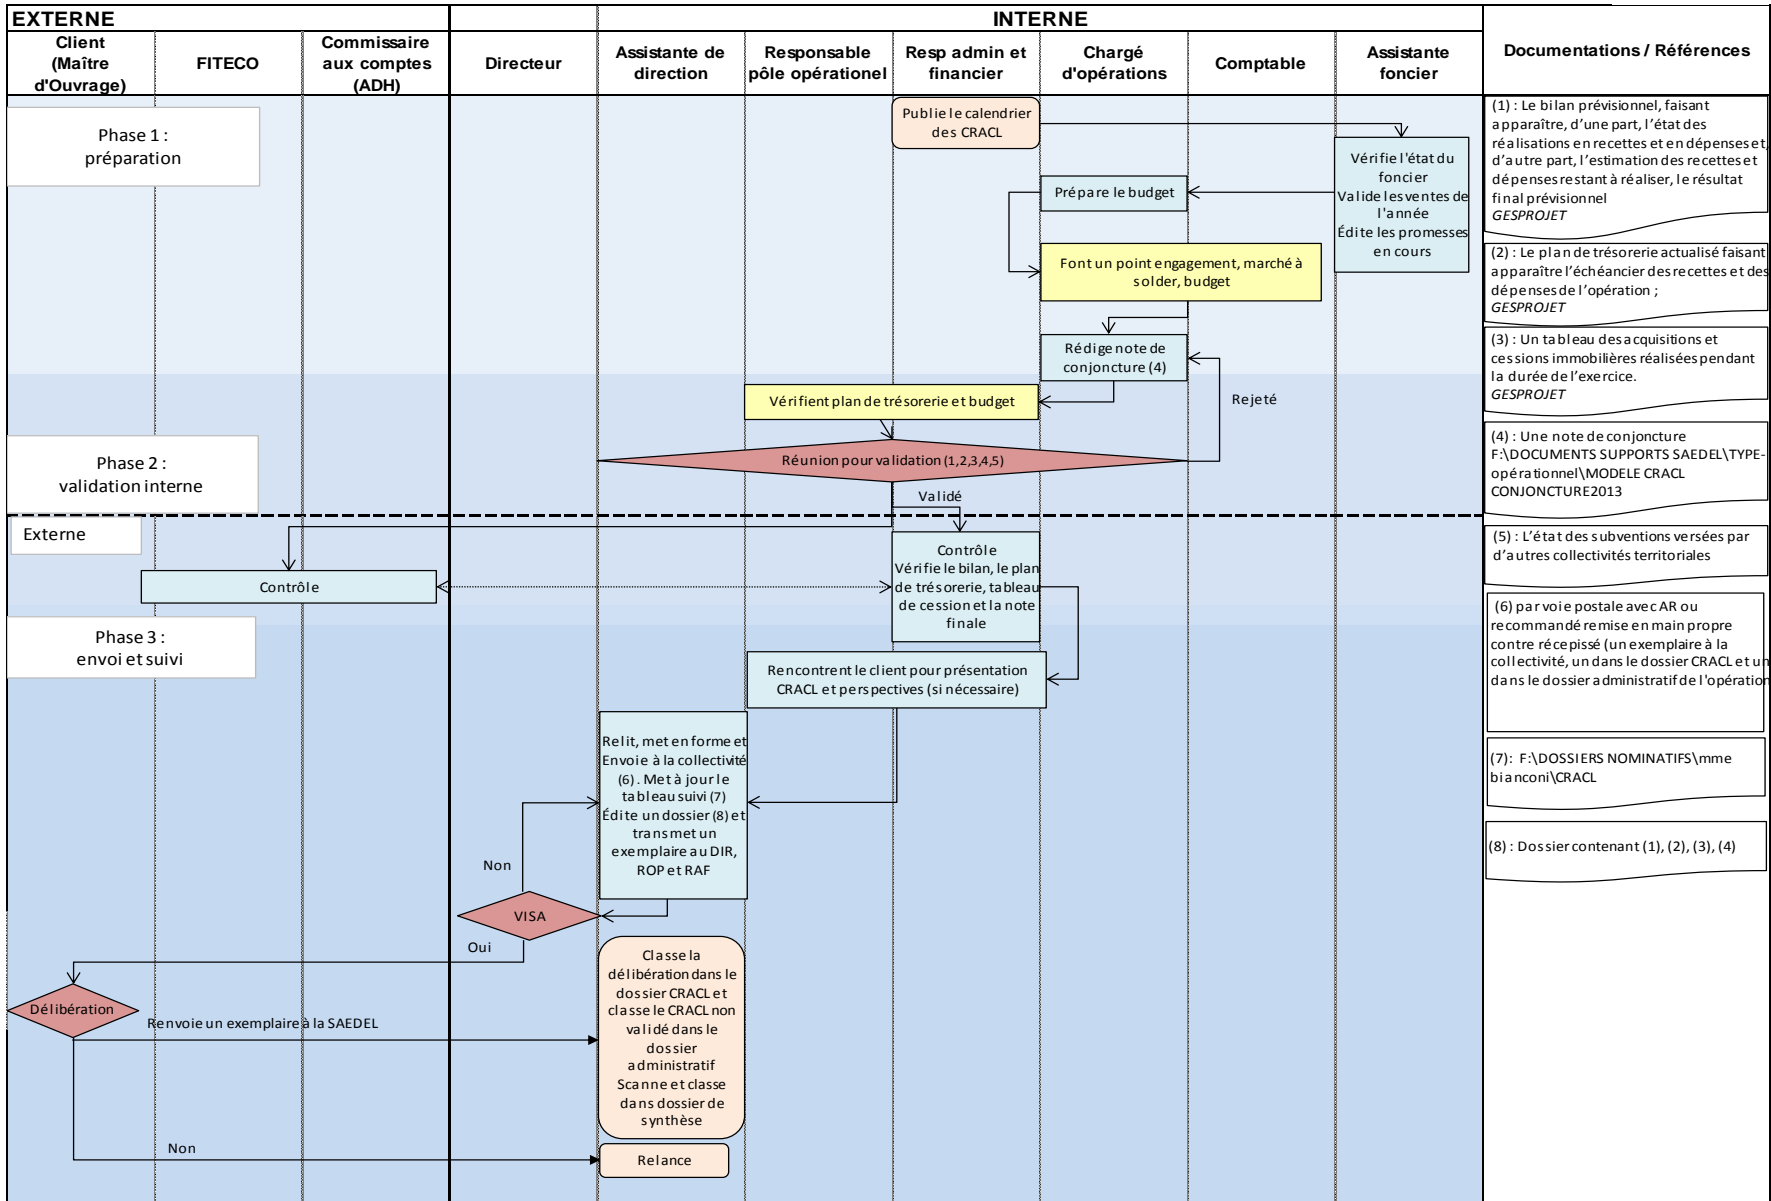 EXTERNE
INTERNE
Client
(Maître
d'Ouvrage)
FITECO
Commissaire
aux comptes
(ADH)
Directeur
Assistante de
direction
Responsable
pôle opérationel
Resp admin et
financier
Chargé
d'opérations
Comptable
Assistante
foncier
Documentations / Références
Phase 1 :
préparation
Publie le calendrier
des CRACL
Vérifie l'état du
foncier
Valide les ventes de
l'année
Édite les promesses
en cours
Prépare le budget
Font un point engagement, marché à
solder, budget
Rédige note de
conjoncture (4)
Rejeté
Vérifient plan de trésorerie et budget
Phase 2 :
validation interne
Réunion pour validation (1,2,3,4,5)
Validé
Externe
Contrôle
Contrôle
Vérifie le bilan, le plan
de trésorerie, tableau
de cession et la note
finale
Phase 3 :
envoi et suivi
Rencontrent le client pour présentation
CRACL et perspectives (si nécessaire)
Relit, met en forme et
Envoie à la collectivité
(6). Met à jour le
tableau suivi (7)
Édite un dossier (8) et
transmet un
exemplaire au DIR,
ROP et RAF
Non
VISA
Oui
Délibération
Renvoie un exemplaire à la SAEDEL
Classe la
délibération dans le
dossier CRACL et
classe le CRACL non
validé dans le
dossier
administratif
Scanne et classe
dans dossier de
synthèse
Non
Relance
(1) : Le bilan prévisionnel, faisant
apparaître, d'une part, l'état des
réalisations en recettes et en dépenses et,
d'autre part, l'estimation des recettes et
dépenses restant à réaliser, le résultat
final prévisionnel
GESPROJET
(2) : Le plan de trésorerie actualisé faisant
apparaître l'échéancier des recettes et des
dépenses de l'opération ;
GESPROJET
(3) : Un tableau des acquisitions et
cessions immobilières réalisées pendant
la durée de l'exercice.
GESPROJET
(4) : Une note de conjoncture
F:\DOCUMENTS SUPPORTS SAEDEL\TYPE-
opérationnel\MODELE CRACL
CONJONCTURE2013
(5) : L'état des subventions versées par
d'autres collectivités territoriales
(6) par voie postale avec AR ou
recommandé remise en main propre
contre récepissé (un exemplaire à la
collectivité, un dans le dossier CRACL et un
dans le dossier administratif de l'opération
(7): F:\DOSSIERS NOMINATIFS\mme
bianconi\CRACL
(8) : Dossier contenant (1), (2), (3), (4)